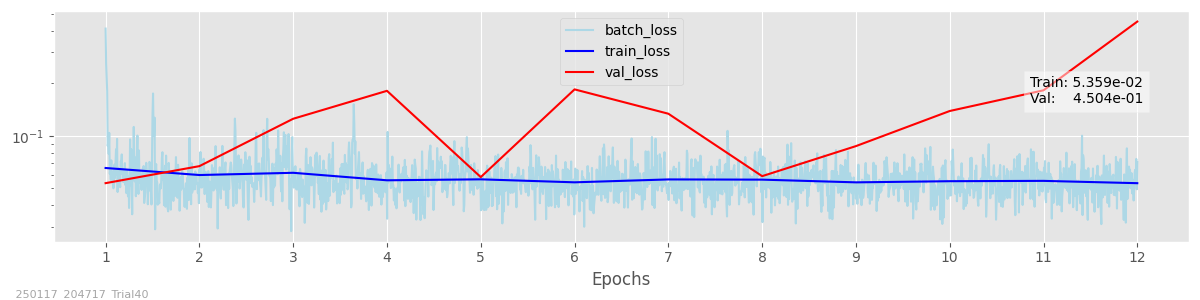 batch_loss
train_loss
val_loss
Train: 5.359e-02
Val: 4.504e-01
10^{-1}
1 2 3 4 5 6 7 8 9 10 11 12
Epochs
250117_204717_Trial40